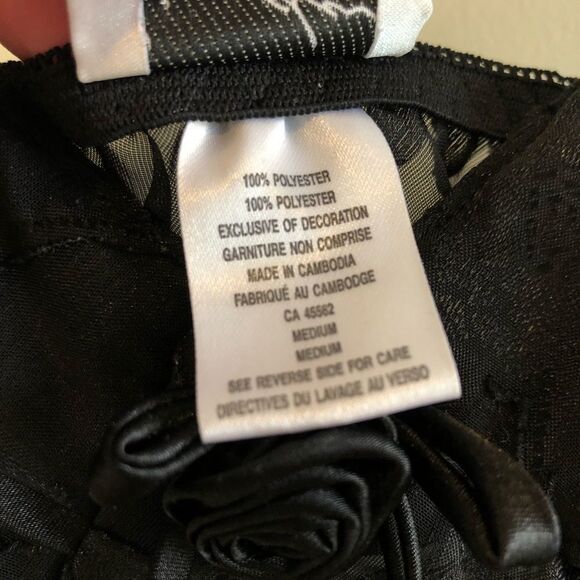 100% POLYESTER
100% POLYESTER
EXCLUSIVE OF DECORATION
GARNITURE NON COMPRISE
MADE IN CAMBODIA
FABRIQUÉ AU CAMBODGE
CA 45562
MEDIUM
MEDIUM
SEE REVERSE SIDE FOR CARE
DIRECTIVES DU LAVAGE AU VERSO